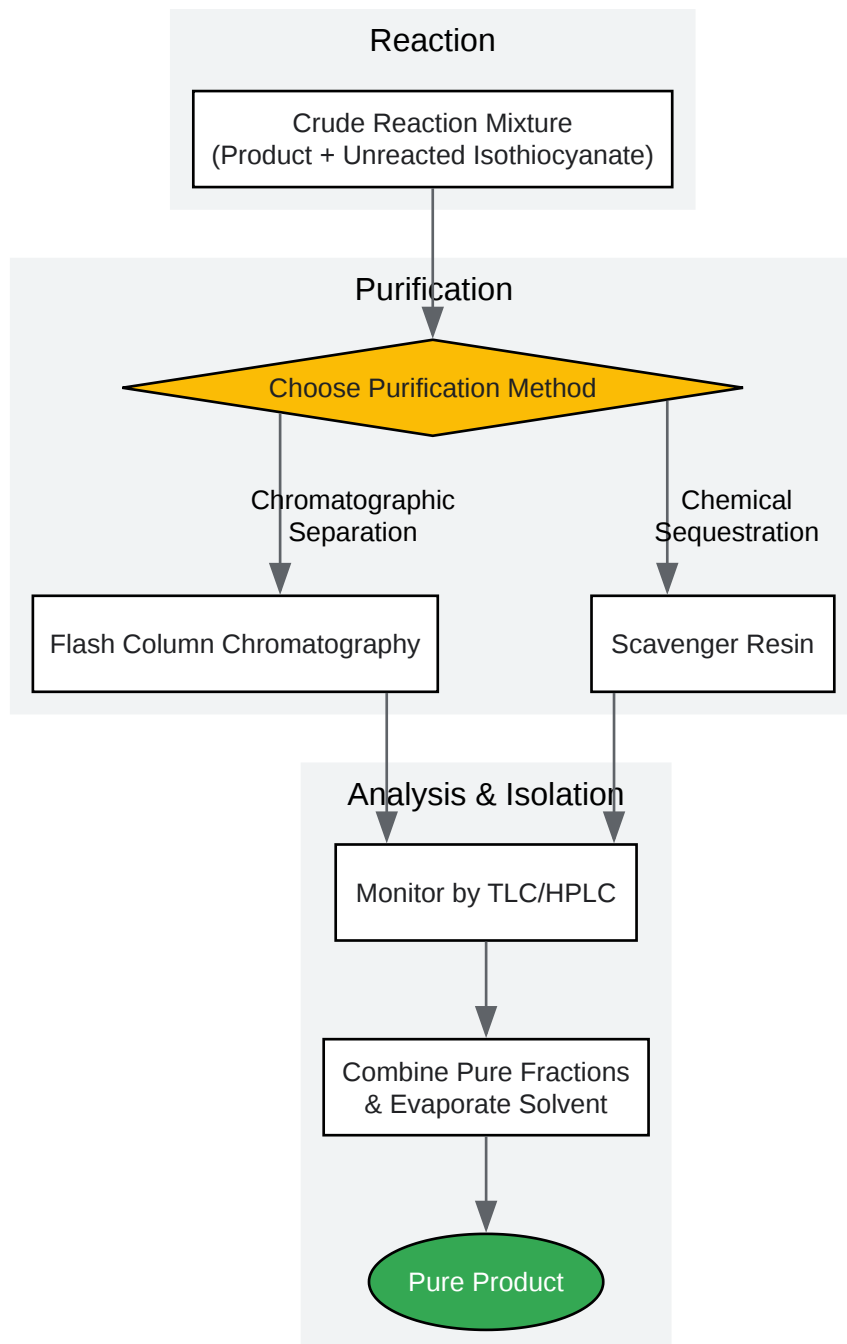 Reaction
Crude Reaction Mixture
(Product + Unreacted Isothiocyanate)
Purification
Choose Purification Method
Chromatographic
Separation
Chemical
Sequestration
Flash Column Chromatography
Scavenger Resin
Analysis & Isolation
Monitor by TLC/HPLC
Combine Pure Fractions
& Evaporate Solvent
Pure Product